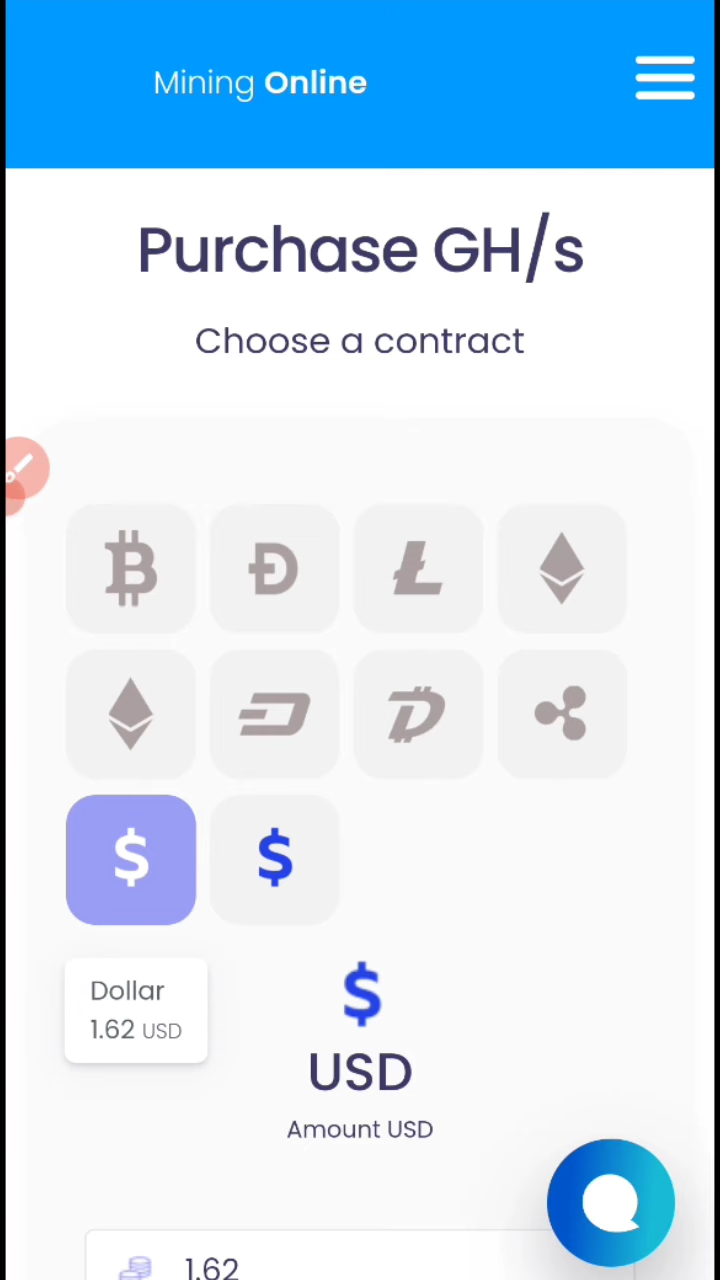 Mining Online
Purchase GH/s
Choose a contract
$ $
Dollar
1.62 USD
$
USD
Amount USD
1.62